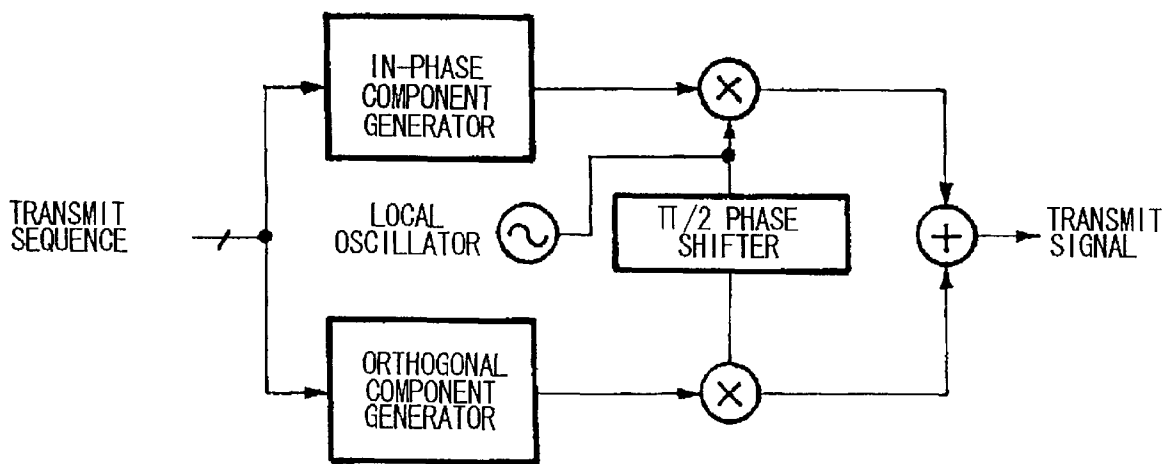 IN-PHASE
COMPONENT
GENERATOR
TRANSMIT
SEQUENCE
LOCAL
OSCILLATOR
π/2 PHASE
SHIFTER
TRANSMIT
SIGNAL
ORTHOGONAL
COMPONENT
GENERATOR